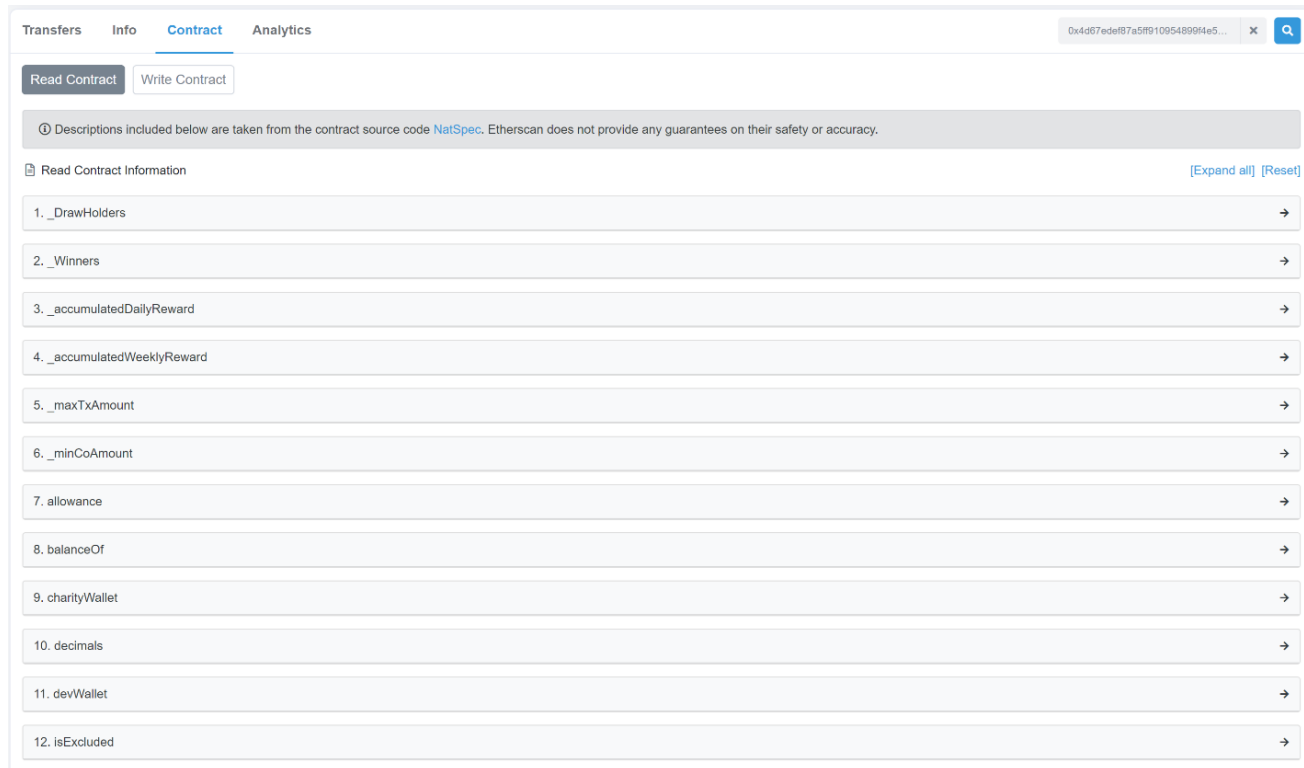 Transfers Info Contract Analytics 0x4d67edef87a5ff910954899f4e5...
Read Contract Write Contract
Descriptions included below are taken from the contract source code NatSpec. Etherscan does not provide any guarantees on their safety or accuracy.
Read Contract Information [Expand all] [Reset]
1. _DrawHolders
2. _Winners
3. _accumulatedDailyReward
4. _accumulatedWeeklyReward
5. _maxTxAmount
6. _minCoAmount
7. allowance
8. balanceOf
9. charityWallet
10. decimals
11. devWallet
12. isExcluded